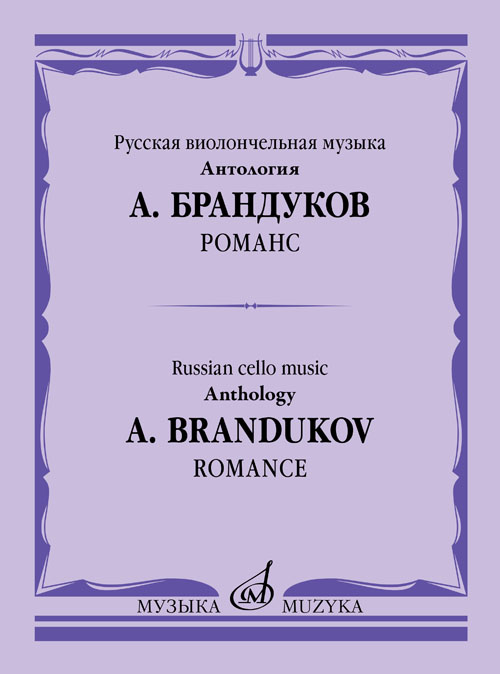 Русская виолончельная музыка
Антология
А. БРАНДУКОВ
РОМАНС
Russian cello music
Anthology
A. BRANDUKOV
ROMANCE
МУЗЫКА М MUZYKA